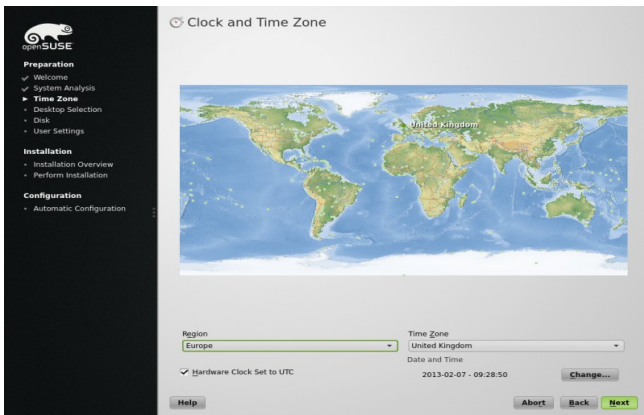 openSUSE
Preparation
Welcome
System Analysis
Time Zone
Desktop Selection
Disk
User Settings
Installation
Installation Overview
Perform Installation
Configuration
Automatic Configuration
Clock and Time Zone
United Kingdom
Region
Europe
Time Zone
United Kingdom
Hardware Clock Set to UTC
Date and Time
2013-02-07 - 09:28:50
Change...
Help
Abort
Back
Next